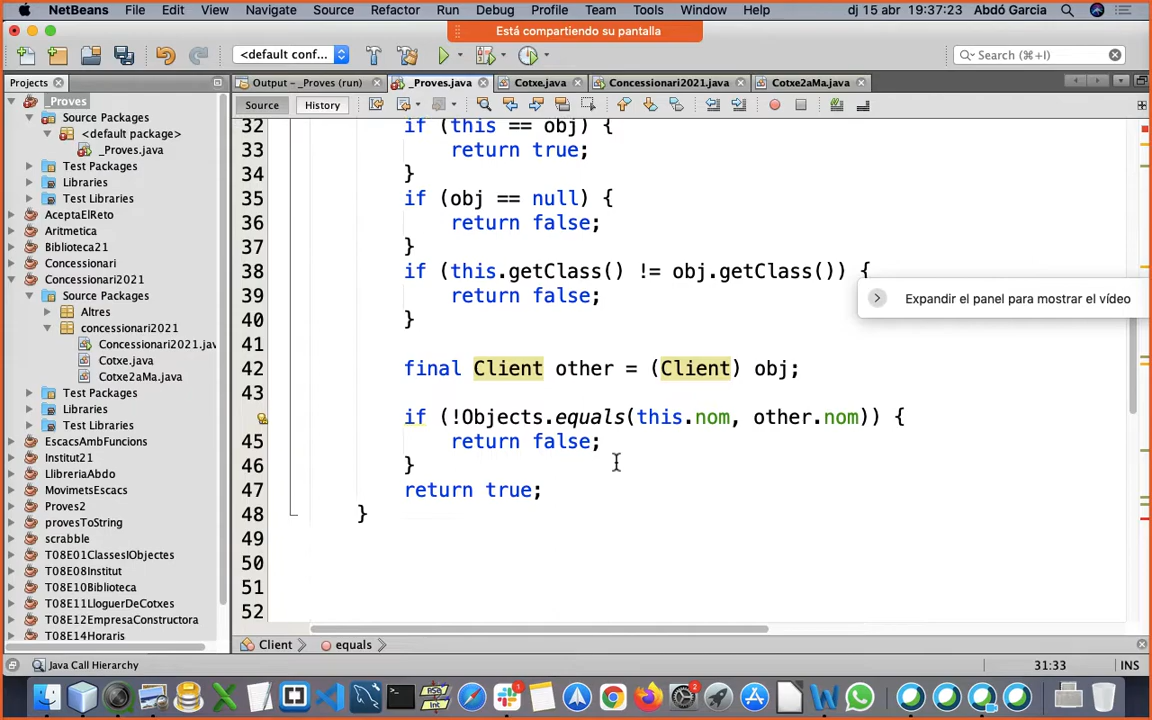 NetBeans File Edit View Navigate Source Refactor Run Debug Profile Team Tools Window Help dj 15 abr 19:37:23 Abdó Garcia
Está compartiendo su pantalla
<default conf... Search (⌘+I)
Projects Output – _Proves (run) _Proves.java Cotxe.java Concessionari2021.java Cotxe2aMa.java
Source History
_Proves
Source Packages
<default package>
_Proves.java
Test Packages
Libraries
Test Libraries
AceptaElReto
Aritmetica
Biblioteca21
Concessionari
Concessionari2021
Source Packages
Altres
concessionari2021
Concessionari2021.jav
Cotxe.java
Cotxe2aMa.java
Test Packages
Libraries
Test Libraries
EscacsAmbFuncions
Institut21
LlibreriaAbdo
MovimetsEscacs
Proves2
provesToString
scrabble
T08E01ClassesIObjectes
T08E08Institut
T08E10Biblioteca
T08E11LloguerDeCotxes
T08E12EmpresaConstructora
T08E14Horaris
32 if (this == obj) {
33 return true;
34 }
35 if (obj == null) {
36 return false;
37 }
38 if (this.getClass() != obj.getClass()) {
39 return false;
40 }
41
42 final Client other = (Client) obj;
43
if (!Objects.equals(this.nom, other.nom)) {
45 return false;
46 }
47 return true;
48 }
49
50
51
52
Expandir el panel para mostrar el vídeo
Client equals
Java Call Hierarchy 31:33 INS